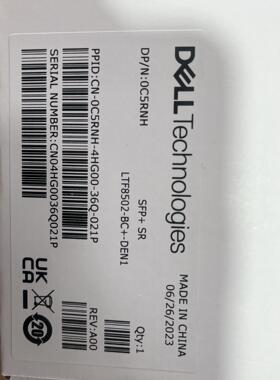 DELL Technologies
MADE IN CHINA
06/26/2023
DP/N:0C5RNH
SFP+ SR
Qty:1
LTF8502-BC+-DEN1
PPID:CN-0C5RNH-4HG00-36Q-021P
REV:A00
SERIAL NUMBER:CN04HG0036Q021P
UK
CA
20